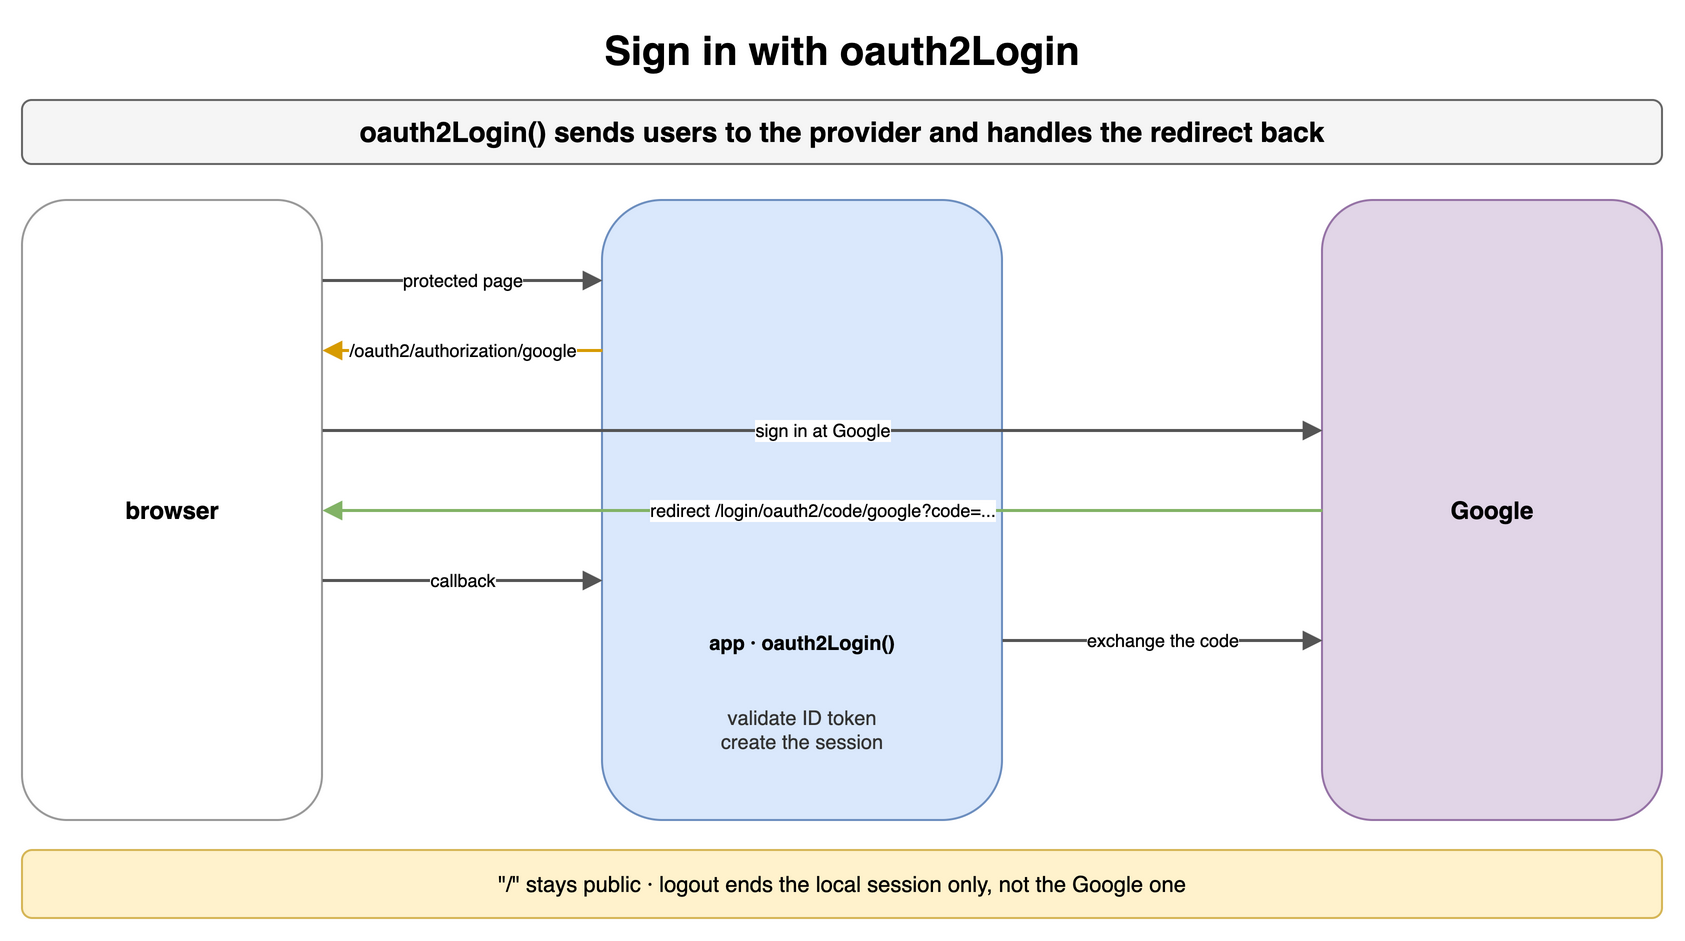 Sign in with oauth2Login
oauth2Login() sends users to the provider and handles the redirect back
protected page
/oauth2/authorization/google
sign in at Google
browser
redirect /login/oauth2/code/google?code=...
Google
callback
app · oauth2Login()
exchange the code
validate ID token
create the session
"/" stays public · logout ends the local session only, not the Google one